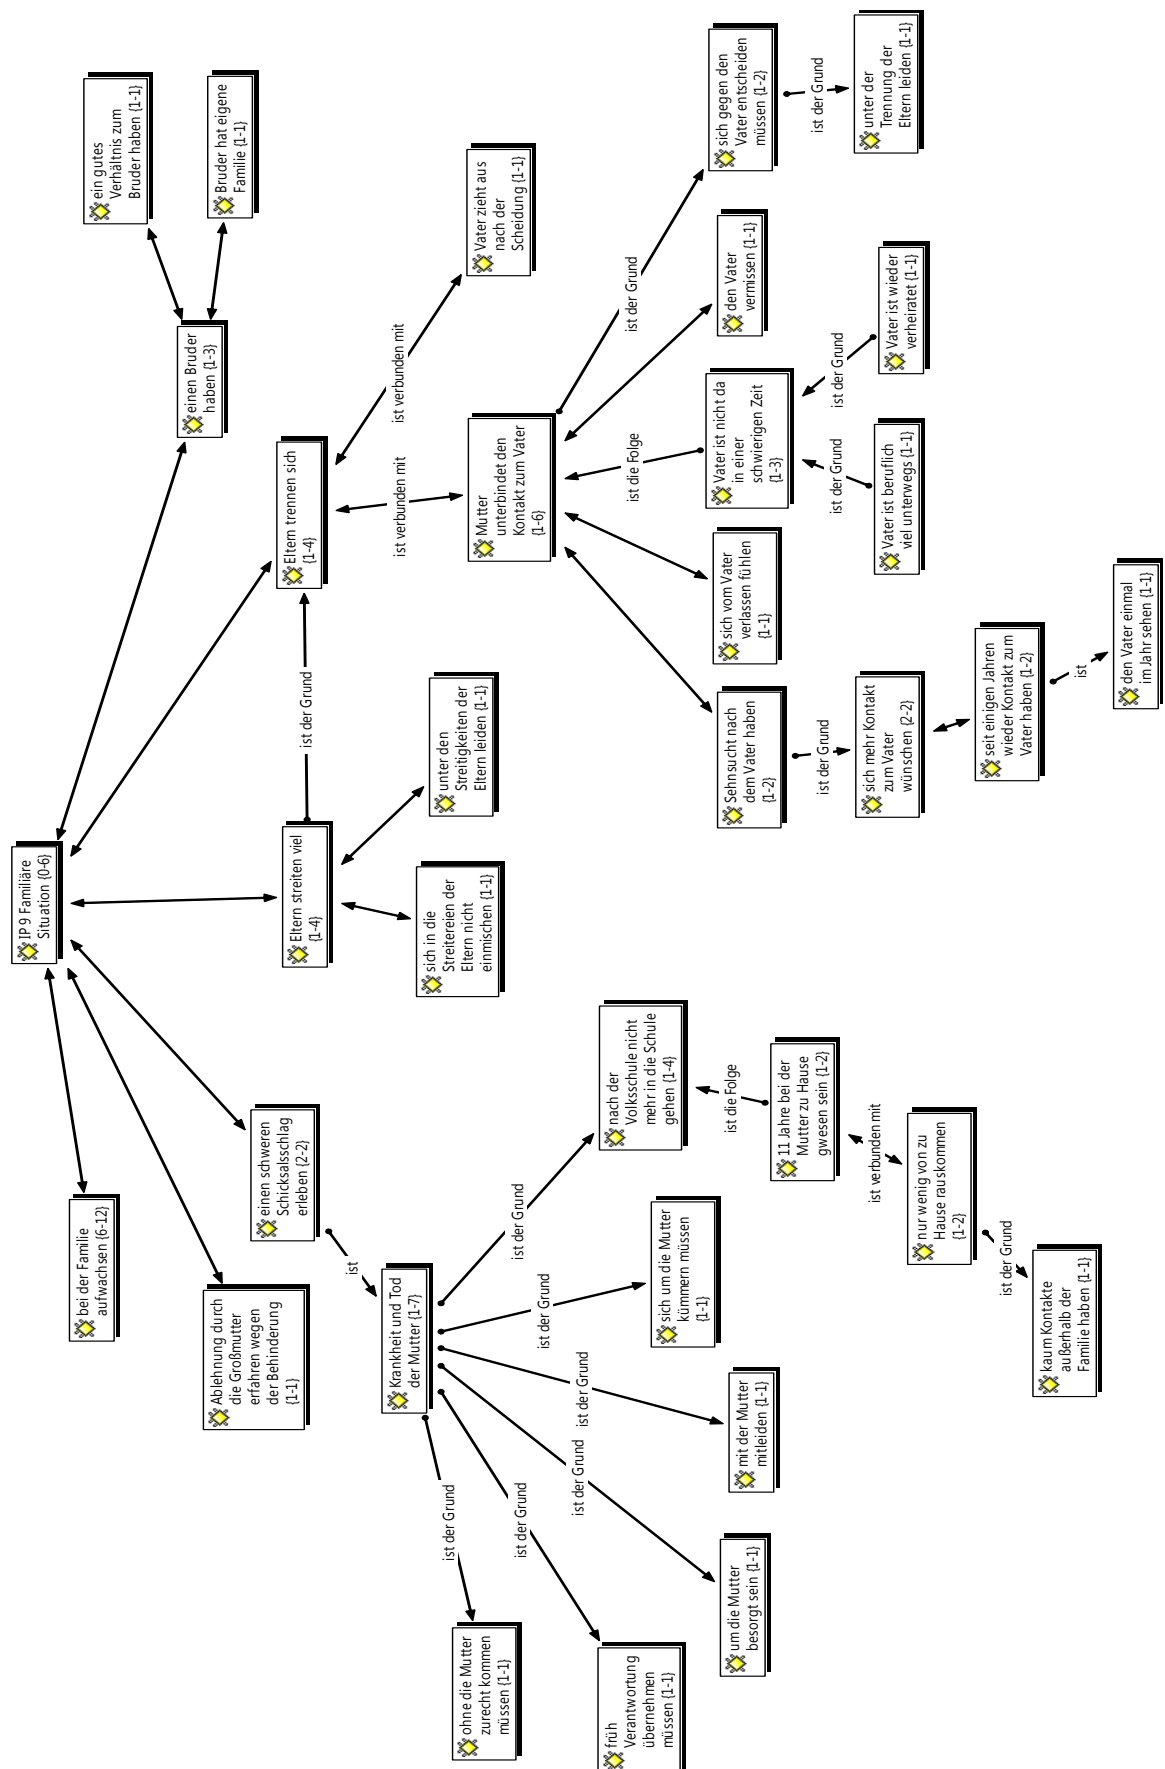 IP 9 Familiäre
Situation {0-6}
bei der Familie
aufwachsen {6-12}
Ablehnung durch
die Großmutter
erfahren wegen
der Behinderung
{1-1}
einen schweren
Schicksalsschlag
erleben {2-2}
ist
Krankheit und Tod
der Mutter {1-7}
ist der Grund
ohne die Mutter
zurecht kommen
müssen {1-1}
ist der Grund
früh
Verantwortung
übernehmen
müssen {1-1}
ist der Grund
um die Mutter
besorgt sein {1-1}
ist der Grund
mit der Mutter
mitleiden {1-1}
ist der Grund
sich um die Mutter
kümmern müssen
{1-1}
ist der Grund
nach der
Volksschule nicht
mehr in die Schule
gehen {1-4}
ist die Folge
11 Jahre bei der
Mutter zu Hause
gwesen sein {1-2}
ist verbunden mit
nur wenig von zu
Hause rauskommen
{1-2}
ist der Grund
kaum Kontakte
außerhalb der
Familie haben {1-1}
Eltern streiten viel
{1-4}
sich in die
Streitereien der
Eltern nicht
einmischen {1-1}
unter den
Streitigkeiten der
Eltern leiden {1-1}
ist der Grund
Eltern trennen sich
{1-4}
ist verbunden mit
ist verbunden mit
Vater zieht aus
nach der
Scheidung {1-1}
einen Bruder
haben {1-3}
ein gutes
Verhältnis zum
Bruder haben {1-1}
Bruder hat eigene
Familie {1-1}
Mutter
unterbindet den
Kontakt zum Vater
{1-6}
Sehnsucht nach
dem Vater haben
{1-2}
ist der Grund
sich mehr Kontakt
zum Vater
wünschen {2-2}
seit einigen Jahren
wieder Kontakt zum
Vater haben {1-2}
ist
den Vater einmal
im Jahr sehen {1-1}
sich vom Vater
verlassen fühlen
{1-1}
ist die Folge
Vater ist nicht da
in einer
schwierigen Zeit
{1-3}
ist der Grund
Vater ist beruflich
viel unterwegs {1-1}
ist der Grund
Vater ist wieder
verheiratet {1-1}
den Vater
vermissen {1-1}
ist der Grund
sich gegen den
Vater entscheiden
müssen {1-2}
ist der Grund
unter der
Trennung der
Eltern leiden {1-1}